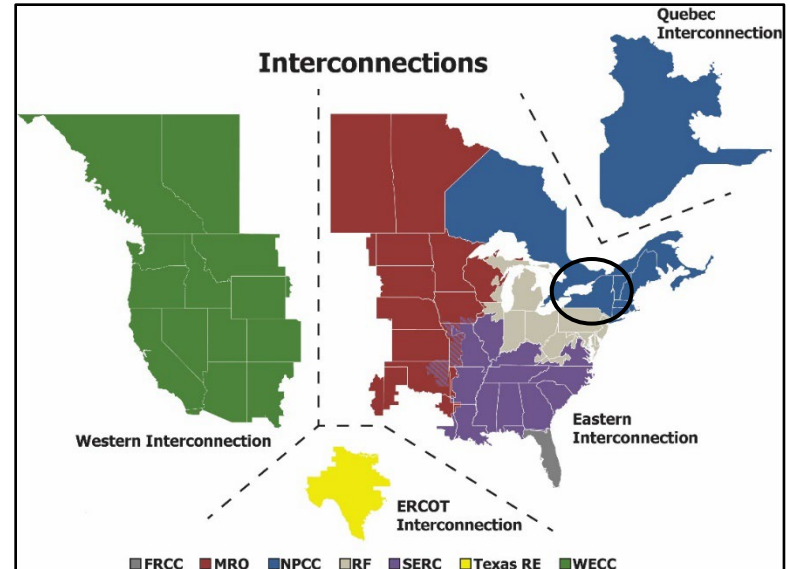 Quebec
Interconnection
Interconnections
Western Interconnection
Eastern
Interconnection
ERCOT
Interconnection
FRCC MRO NPCC RF SERC Texas RE WECC